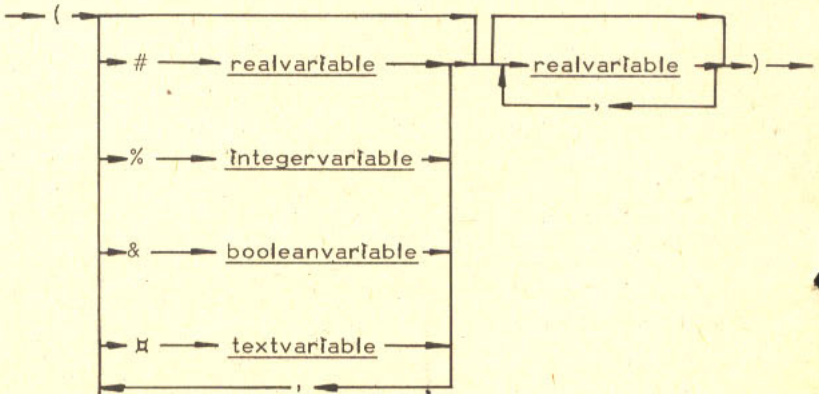 (
# realvariable realvariable )
,
% integervariable
& booleanvariable
¤ textvariable
,